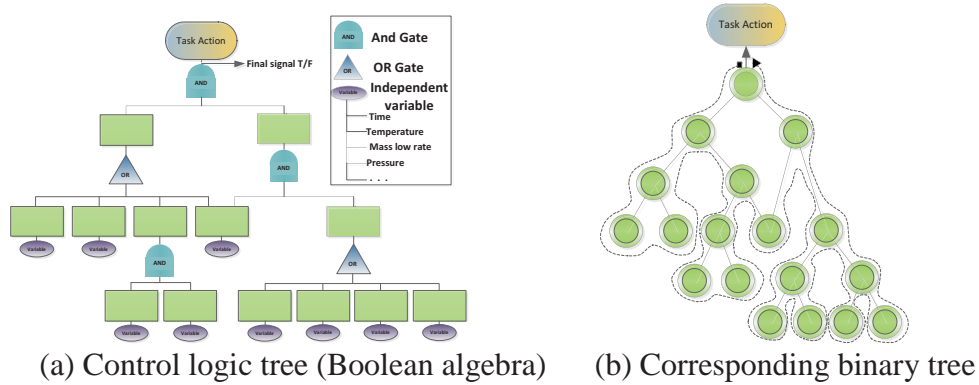 Task Action
Final signal T/F
AND
OR
AND
Variable
Variable
Variable
AND
OR
Variable
Variable
Variable
Variable
Variable
Variable
AND
And Gate
OR
OR Gate
Variable
Independent
variable
Time
Temperature
Mass low rate
Pressure
. . .
(a) Control logic tree (Boolean algebra)
Task Action
(b) Corresponding binary tree